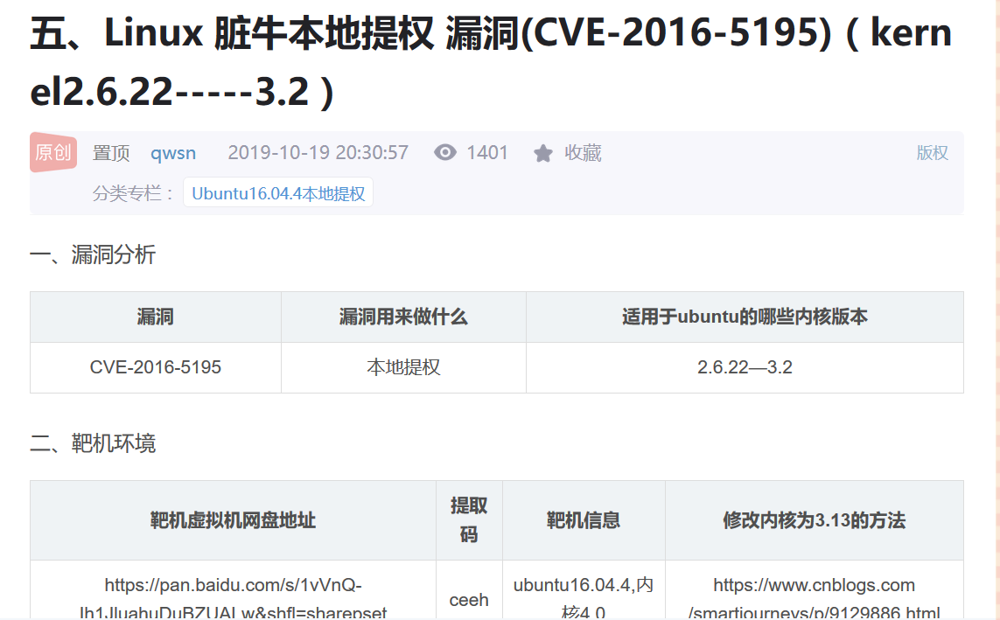 五、Linux 脏牛本地提权 漏洞(CVE-2016-5195)（kern
el2.6.22-----3.2）
原创 置顶 qwsn 2019-10-19 20:30:57 1401 收藏 版权
分类专栏： Ubuntu16.04.4本地提权
一、漏洞分析
漏洞 漏洞用来做什么 适用于ubuntu的哪些内核版本
CVE-2016-5195 本地提权 2.6.22—3.2
二、靶机环境
靶机虚拟机网盘地址 提取码 靶机信息 修改内核为3.13的方法
https://pan.baidu.com/s/1vVnQ- ceeh ubuntu16.04.4,内 https://www.cnblogs.com
核4.0 /smartjourneys/p/9129886.html